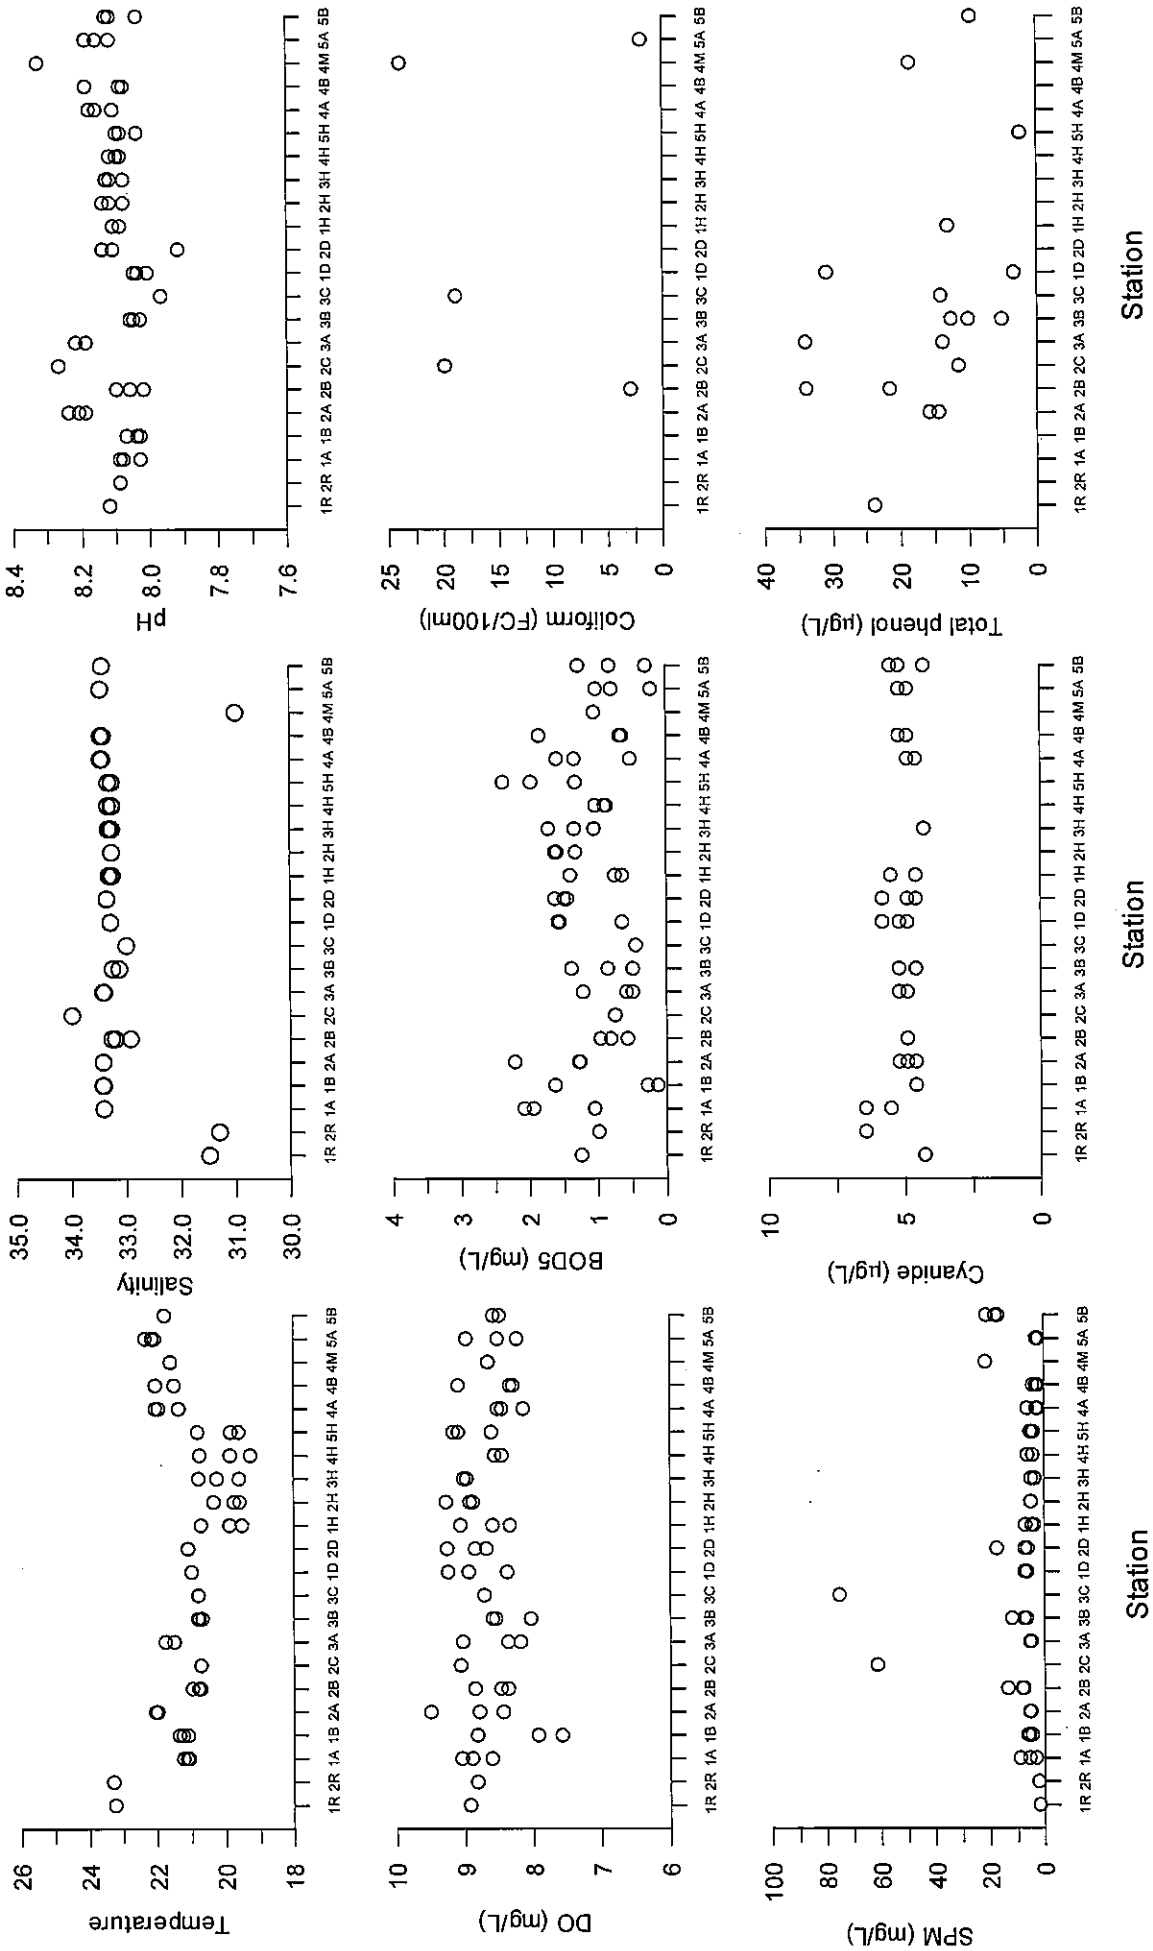 26
24
22
20
18
Temperature
1R 2R 1A 1B 2A 2B 2C 3A 3B 3C 1D 2D 1H 2H 3H 4H 5H 4A 4B 4M 5A 5B
35.0
34.0
33.0
32.0
31.0
30.0
Salinity
1R 2R 1A 1B 2A 2B 2C 3A 3B 3C 1D 2D 1H 2H 3H 4H 5H 4A 4B 4M 5A 5B
8.4
8.2
8.0
7.8
7.6
pH
1R 2R 1A 1B 2A 2B 2C 3A 3B 3C 1D 2D 1H 2H 3H 4H 5H 4A 4B 4M 5A 5B
10
9
8
7
6
DO (mg/L)
1R 2R 1A 1B 2A 2B 2C 3A 3B 3C 1D 2D 1H 2H 3H 4H 5H 4A 4B 4M 5A 5B
4
3
2
1
0
BOD5 (mg/L)
1R 2R 1A 1B 2A 2B 2C 3A 3B 3C 1D 2D 1H 2H 3H 4H 5H 4A 4B 4M 5A 5B
25
20
15
10
5
0
Coliform (FC/100ml)
1R 2R 1A 1B 2A 2B 2C 3A 3B 3C 1D 2D 1H 2H 3H 4H 5H 4A 4B 4M 5A 5B
100
80
60
40
20
0
SPM (mg/L)
1R 2R 1A 1B 2A 2B 2C 3A 3B 3C 1D 2D 1H 2H 3H 4H 5H 4A 4B 4M 5A 5B
Station
10
5
0
Cyanide (μg/L)
1R 2R 1A 1B 2A 2B 2C 3A 3B 3C 1D 2D 1H 2H 3H 4H 5H 4A 4B 4M 5A 5B
Station
40
30
20
10
0
Total phenol (μg/L)
1R 2R 1A 1B 2A 2B 2C 3A 3B 3C 1D 2D 1H 2H 3H 4H 5H 4A 4B 4M 5A 5B
Station